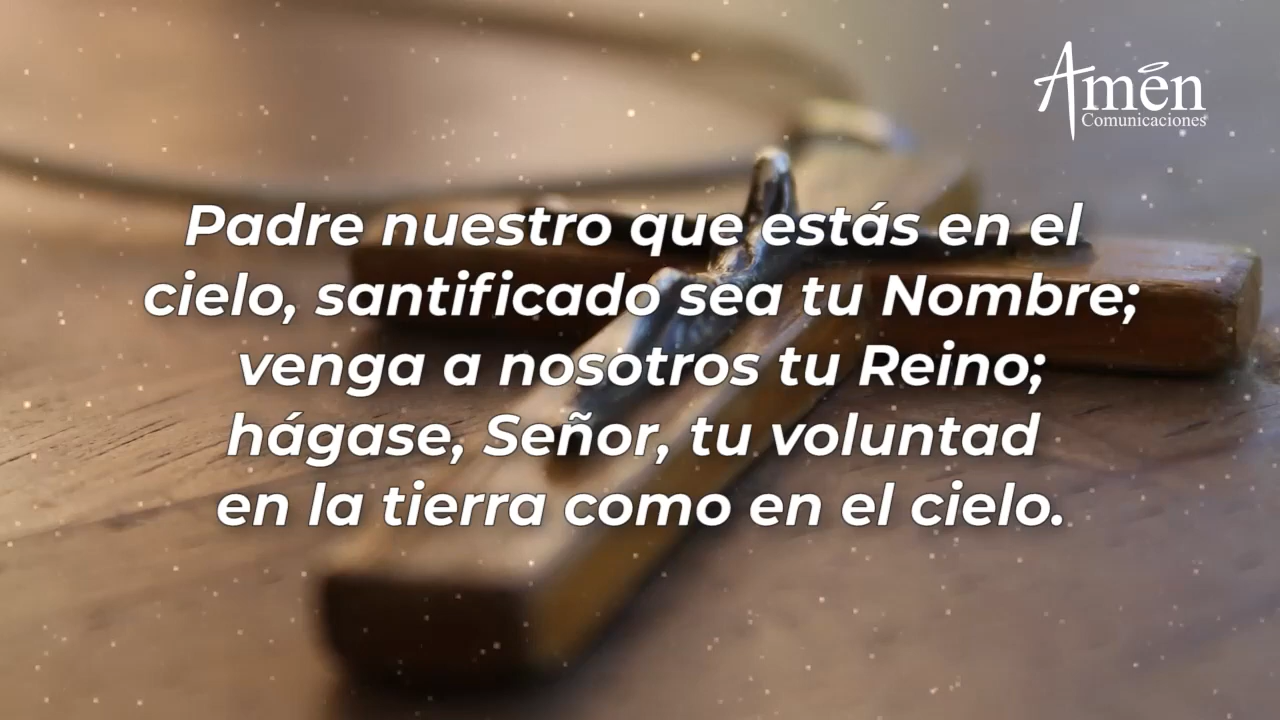 Amén
Comunicaciones
Padre nuestro que estás en el
cielo, santificado sea tu Nombre;
venga a nosotros tu Reino;
hágase, Señor, tu voluntad
en la tierra como en el cielo.